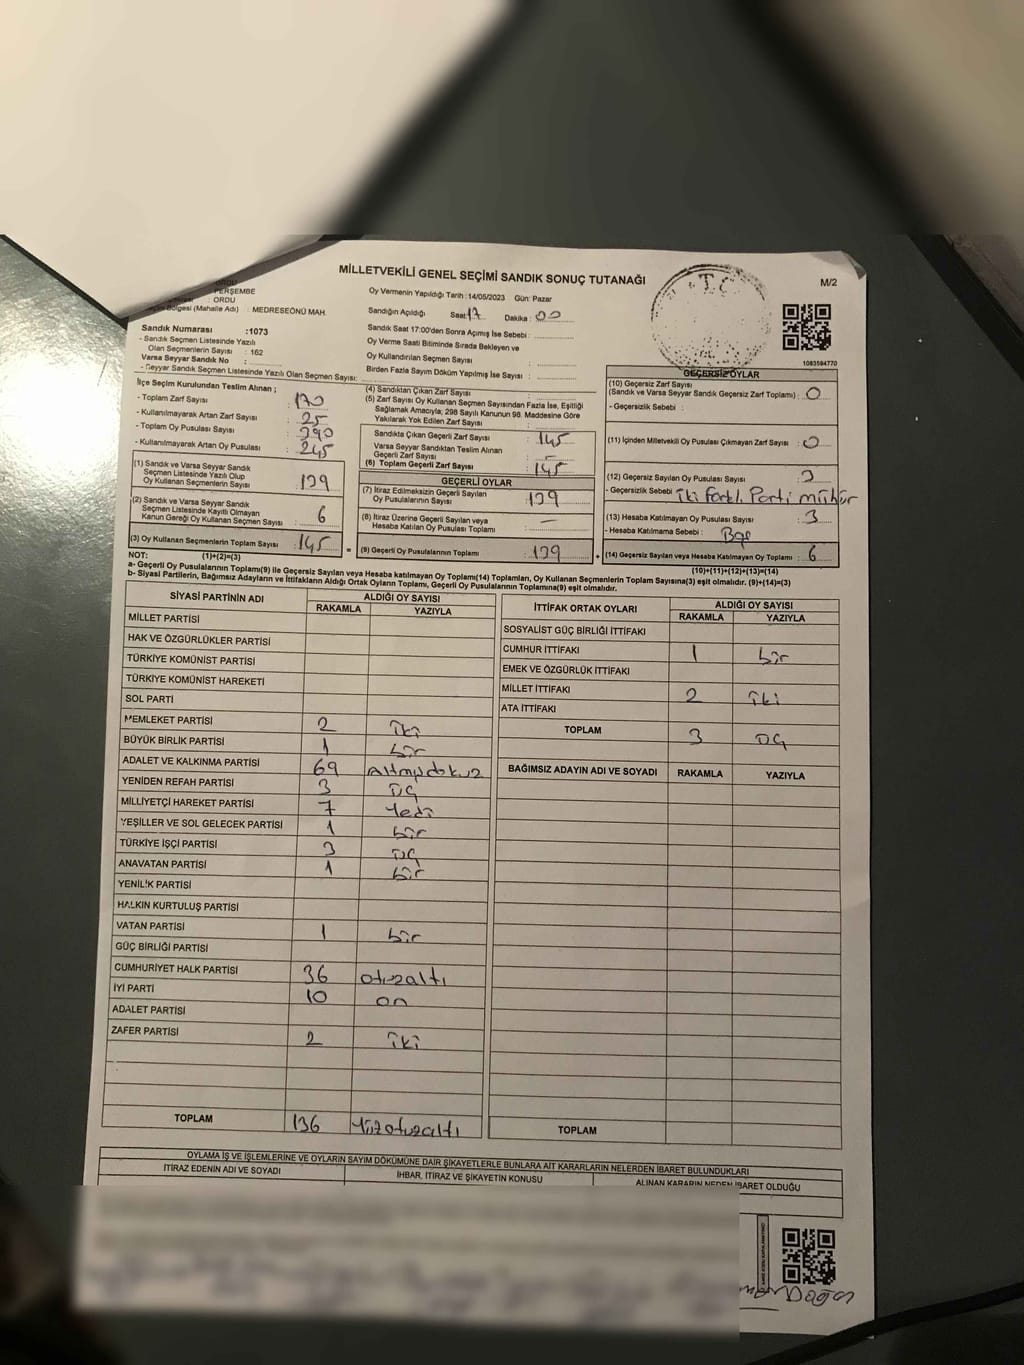 MİLLETVEKİLİ GENEL SEÇİMİ SANDIK SONUÇ TUTANAĞI
M/2
T.C
ORDU
PERŞEMBE
: ORDU
Bölgesi (Mahalle Adı) : MEDRESEÖNÜ MAH.
Sandık Numarası :1073
- Sandık Seçmen Listesinde Yazılı
Olan Seçmenlerin Sayısı : 162
Varsa Seyyar Sandık No :
- Seyyar Sandık Seçmen Listesinde Yazılı Olan Seçmen Sayısı:
Oy Vermenin Yapıldığı Tarih :14/05/2023 Gün: Pazar
Sandığın Açıldığı Saat: 17 Dakika : 00
Sandık Saat 17:00'den Sonra Açımış İse Sebebi :
Oy Verme Saati Bitiminde Sırada Bekleyen ve
Oy Kullandırılan Seçmen Sayısı :
Birden Fazla Sayım Döküm Yapılmış İse Sayısı :
1083584770
İlçe Seçim Kurulundan Teslim Alınan ;
- Toplam Zarf Sayısı : 170
- Kullanılmayarak Artan Zarf Sayısı : 25
- Toplam Oy Pusulası Sayısı : 390
- Kullanılmayarak Artan Oy Pusulası : 245
(1) Sandık ve Varsa Seyyar Sandık
Seçmen Listesinde Yazılı Olup
Oy Kullanan Seçmenlerin Sayısı : 139
(2) Sandık ve Varsa Seyyar Sandık
Seçmen Listesinde Kayıtlı Olmayan
Kanun Gereği Oy Kullanan Seçmen Sayısı : 6
(3) Oy Kullanan Seçmenlerin Toplam Sayısı : 145
(1)+(2)=(3)
(4) Sandıktan Çıkan Zarf Sayısı :
(5) Zarf Sayısı Oy Kullanan Seçmen Sayısından Fazla İse, Eşitliği
Sağlamak Amacıyla, 298 Sayılı Kanunun 98. Maddesine Göre
Yakılarak Yok Edilen Zarf Sayısı :
Sandıkta Çıkan Geçerli Zarf Sayısı : 145
Varsa Seyyar Sandıktan Teslim Alınan
Geçerli Zarf Sayısı : –
(6) Toplam Geçerli Zarf Sayısı : 145
GEÇERLİ OYLAR
(7) İtiraz Edilmeksizin Geçerli Sayılan
Oy Pusulalarının Sayısı : 139
(8) İtiraz Üzerine Geçerli Sayılan veya
Hesaba Katılan Oy Pusulası Toplamı : –
= (9) Geçerli Oy Pusulalarının Toplamı : 139 +
GEÇERSİZ OYLAR
(10) Geçersiz Zarf Sayısı
(Sandık ve Varsa Seyyar Sandık Geçersiz Zarf Toplamı) : 0
- Geçersizlik Sebebi :
(11) İçinden Milletvekili Oy Pusulası Çıkmayan Zarf Sayısı : 0
(12) Geçersiz Sayılan Oy Pusulası Sayısı : 3
- Geçersizlik Sebebi : iki farklı Parti mühür
(13) Hesaba Katılmayan Oy Pusulası Sayısı : 3
- Hesaba Katılmama Sebebi : Boş
(14) Geçersiz Sayılan veya Hesaba Katılmayan Oy Toplamı : 6
(10)+(11)+(12)+(13)=(14)
NOT:
a- Geçerli Oy Pusulalarının Toplamı(9) ile Geçersiz Sayılan veya Hesaba katılmayan Oy Toplamı(14) Toplamları, Oy Kullanan Seçmenlerin Toplam Sayısına(3) eşit olmalıdır. (9)+(14)=(3)
b- Siyasi Partilerin, Bağımsız Adayların ve İttifakların Aldığı Ortak Oyların Toplamı, Geçerli Oy Pusulalarının Toplamına(9) eşit olmalıdır.
SİYASİ PARTİNİN ADI ALDIĞI OY SAYISI
RAKAMLA YAZIYLA
MİLLET PARTİSİ
HAK VE ÖZGÜRLÜKLER PARTİSİ
TÜRKİYE KOMÜNİST PARTİSİ
TÜRKİYE KOMÜNİST HAREKETİ
SOL PARTİ
MEMLEKET PARTİSİ 2 iki
BÜYÜK BİRLİK PARTİSİ 1 bir
ADALET VE KALKINMA PARTİSİ 69 Altmışdokuz
YENİDEN REFAH PARTİSİ 3 üç
MİLLİYETÇİ HAREKET PARTİSİ 7 Yedi
YEŞİLLER VE SOL GELECEK PARTİSİ 1 bir
TÜRKİYE İŞÇİ PARTİSİ 3 üç
ANAVATAN PARTİSİ 1 bir
YENİLİK PARTİSİ
HALKIN KURTULUŞ PARTİSİ
VATAN PARTİSİ 1 bir
GÜÇ BİRLİĞİ PARTİSİ
CUMHURİYET HALK PARTİSİ 36 otuzaltı
İYİ PARTİ 10 on
ADALET PARTİSİ
ZAFER PARTİSİ 2 iki
TOPLAM 136 Yüzotuzaltı
İTTİFAK ORTAK OYLARI ALDIĞI OY SAYISI
RAKAMLA YAZIYLA
SOSYALİST GÜÇ BİRLİĞİ İTTİFAKI
CUMHUR İTTİFAKI 1 bir
EMEK VE ÖZGÜRLÜK İTTİFAKI
MİLLET İTTİFAKI 2 iki
ATA İTTİFAKI
TOPLAM 3 üç
BAĞIMSIZ ADAYIN ADI VE SOYADI RAKAMLA YAZIYLA
TOPLAM
OYLAMA İŞ VE İŞLEMLERİNE VE OYLARIN SAYIM DÖKÜMÜNE DAİR ŞİKAYETLERLE BUNLARA AİT KARARLARIN NELERDEN İBARET BULUNDUKLARI
İTİRAZ EDENİN ADI VE SOYADI İHBAR, İTİRAZ VE ŞİKAYETİN KONUSU ALINAN KARARIN NEDEN İBARET OLDUĞU